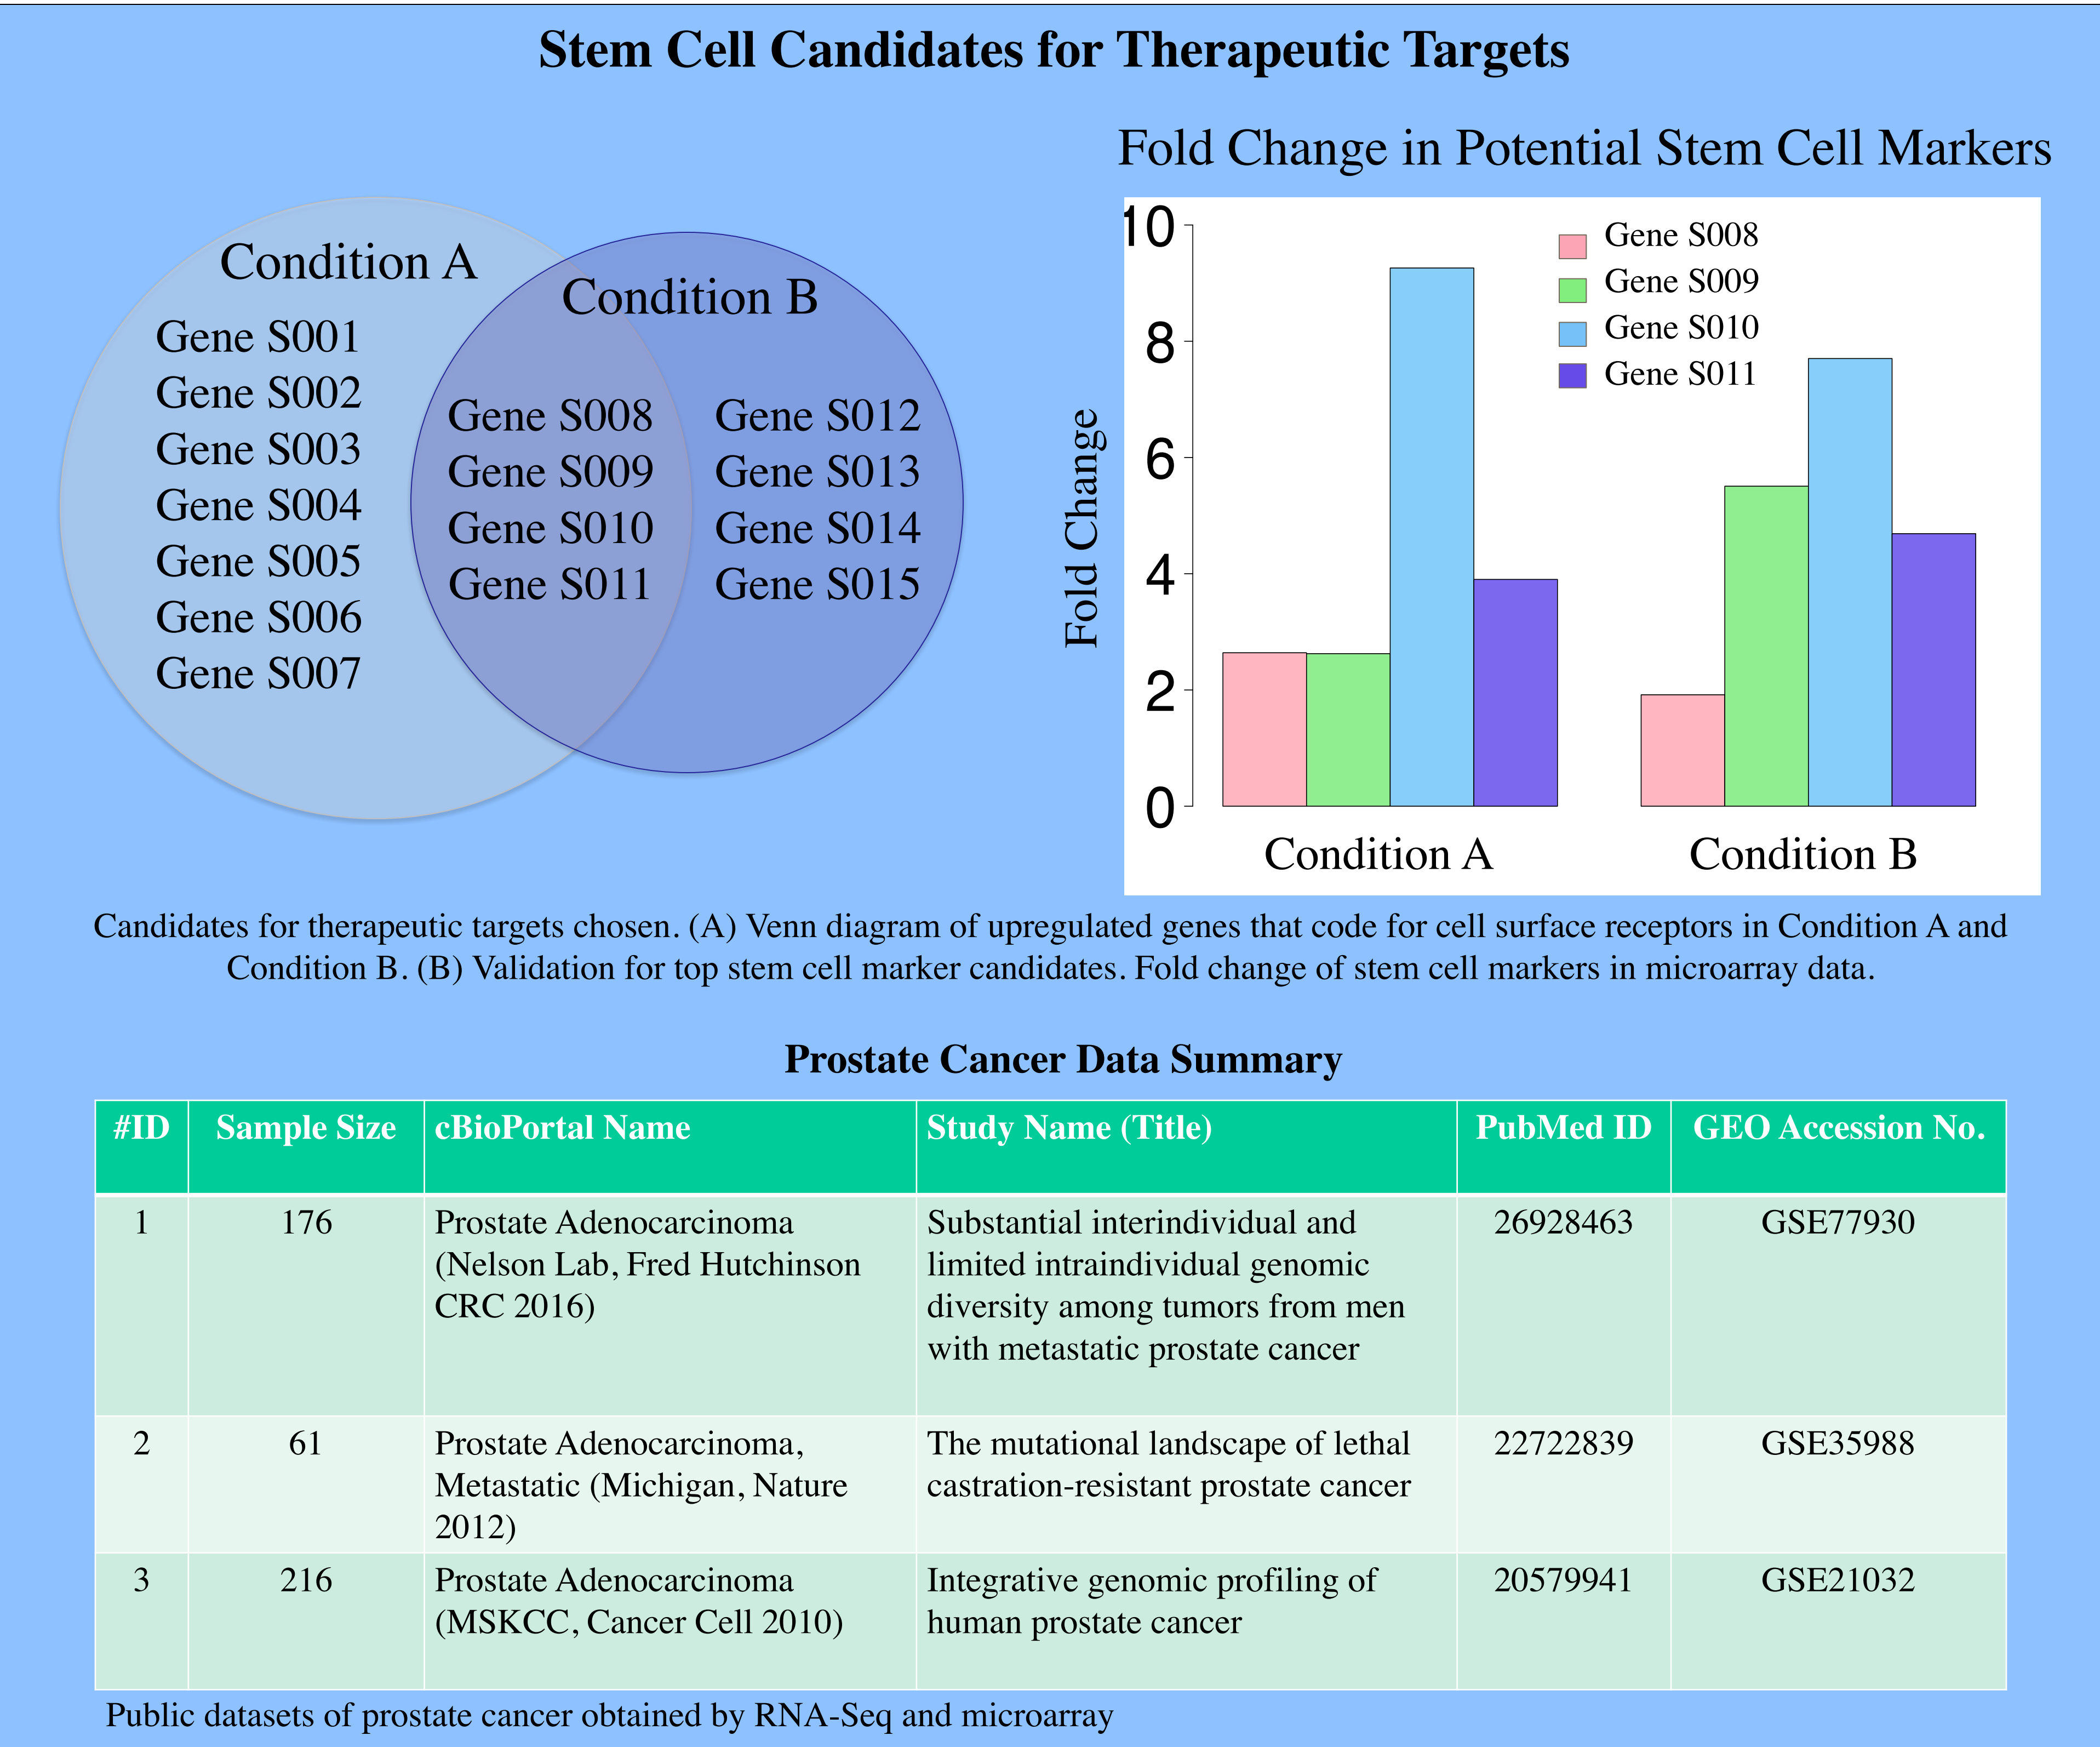 Stem Cell Candidates for Therapeutic Targets
Condition A
Gene S001
Gene S002
Gene S003
Gene S004
Gene S005
Gene S006
Gene S007
Condition B
Gene S008
Gene S009
Gene S010
Gene S011
Gene S012
Gene S013
Gene S014
Gene S015
Fold Change in Potential Stem Cell Markers
Fold Change
10
8
6
4
2
0
Gene S008
Gene S009
Gene S010
Gene S011
Condition A
Condition B
Candidates for therapeutic targets chosen. (A) Venn diagram of upregulated genes that code for cell surface receptors in Condition A and
Condition B. (B) Validation for top stem cell marker candidates. Fold change of stem cell markers in microarray data.
Prostate Cancer Data Summary
#ID
Sample Size
cBioPortal Name
Study Name (Title)
PubMed ID
GEO Accession No.
1
176
Prostate Adenocarcinoma
(Nelson Lab, Fred Hutchinson
CRC 2016)
Substantial interindividual and
limited intraindividual genomic
diversity among tumors from men
with metastatic prostate cancer
26928463
GSE77930
2
61
Prostate Adenocarcinoma,
Metastatic (Michigan, Nature
2012)
The mutational landscape of lethal
castration-resistant prostate cancer
22722839
GSE35988
3
216
Prostate Adenocarcinoma
(MSKCC, Cancer Cell 2010)
Integrative genomic profiling of
human prostate cancer
20579941
GSE21032
Public datasets of prostate cancer obtained by RNA-Seq and microarray